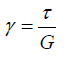 γ = τ / G